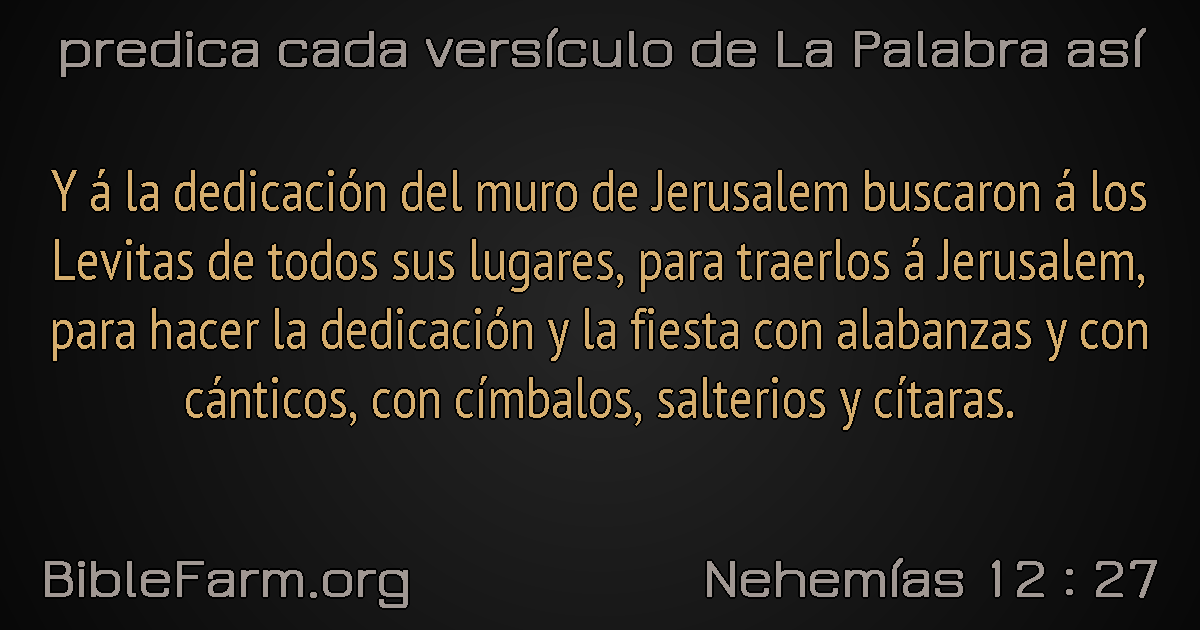 predica cada versículo de La Palabra así
Y á la dedicación del muro de Jerusalem buscaron á los
Levitas de todos sus lugares, para traerlos á Jerusalem,
para hacer la dedicación y la fiesta con alabanzas y con
cánticos, con címbalos, salterios y cítaras.
BibleFarm.org
Nehemías 12 : 27